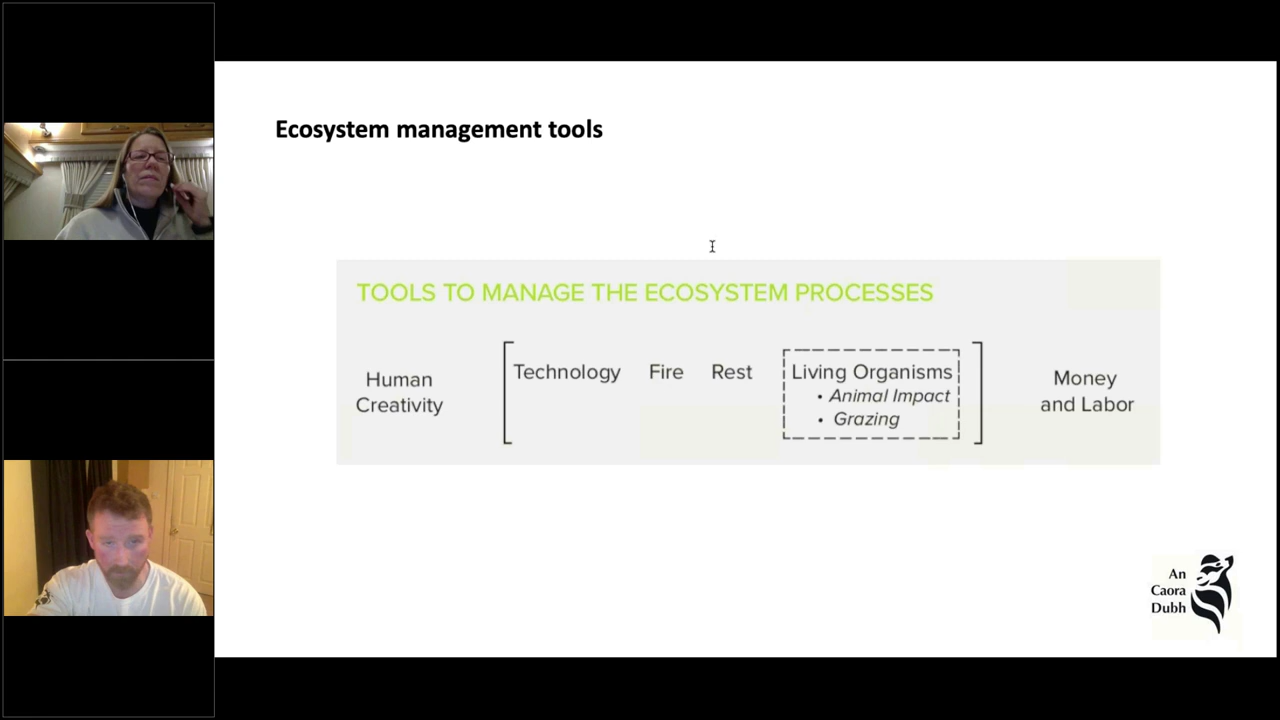 Ecosystem management tools
TOOLS TO MANAGE THE ECOSYSTEM PROCESSES
Human
Creativity
Technology Fire Rest Living Organisms
• Animal Impact
• Grazing
Money
and Labor
An
Caora
Dubh